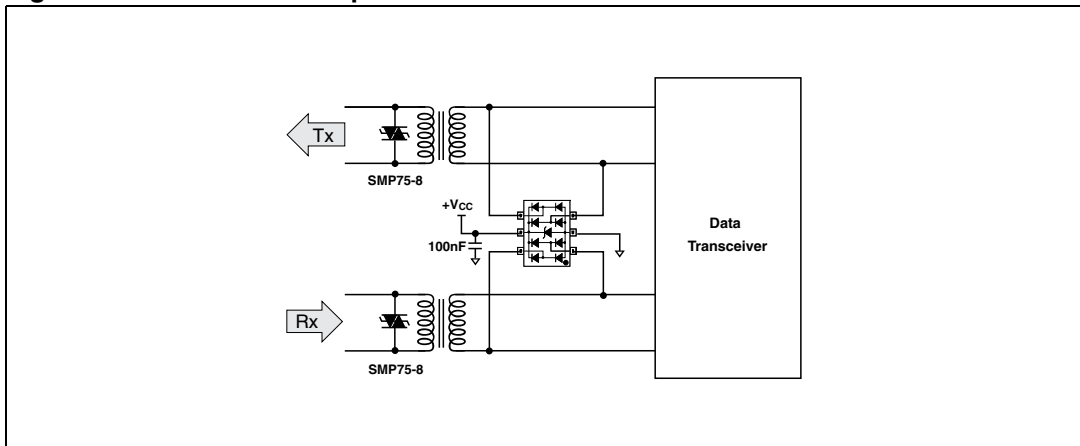 Tx
SMP75-8
+VCC
100nF
Data
Transceiver
Rx
SMP75-8